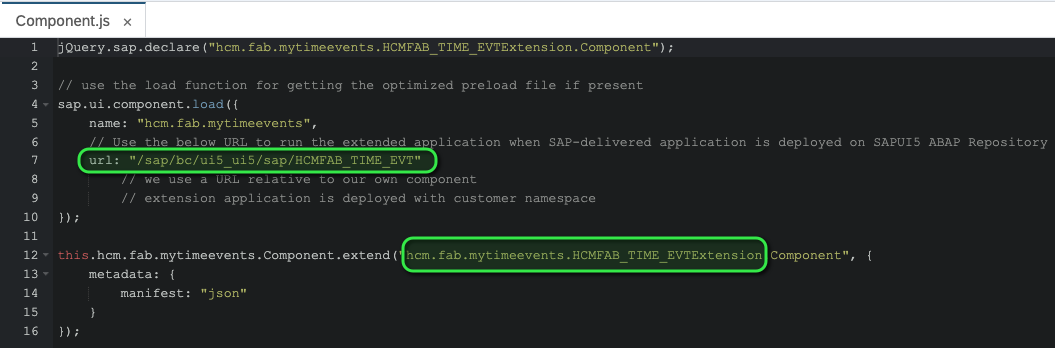 Component.js ×
1 jQuery.sap.declare("hcm.fab.mytimeevents.HCMFAB_TIME_EVTExtension.Component");
2
3 // use the load function for getting the optimized preload file if present
4 sap.ui.component.load({
5 name: "hcm.fab.mytimeevents",
6 // Use the below URL to run the extended application when SAP-delivered application is deployed on SAPUI5 ABAP Repository
7 url: "/sap/bc/ui5_ui5/sap/HCMFAB_TIME_EVT"
8 // we use a URL relative to our own component
9 // extension application is deployed with customer namespace
10 });
11
12 this.hcm.fab.mytimeevents.Component.extend("hcm.fab.mytimeevents.HCMFAB_TIME_EVTExtension.Component", {
13 metadata: {
14 manifest: "json"
15 }
16 });